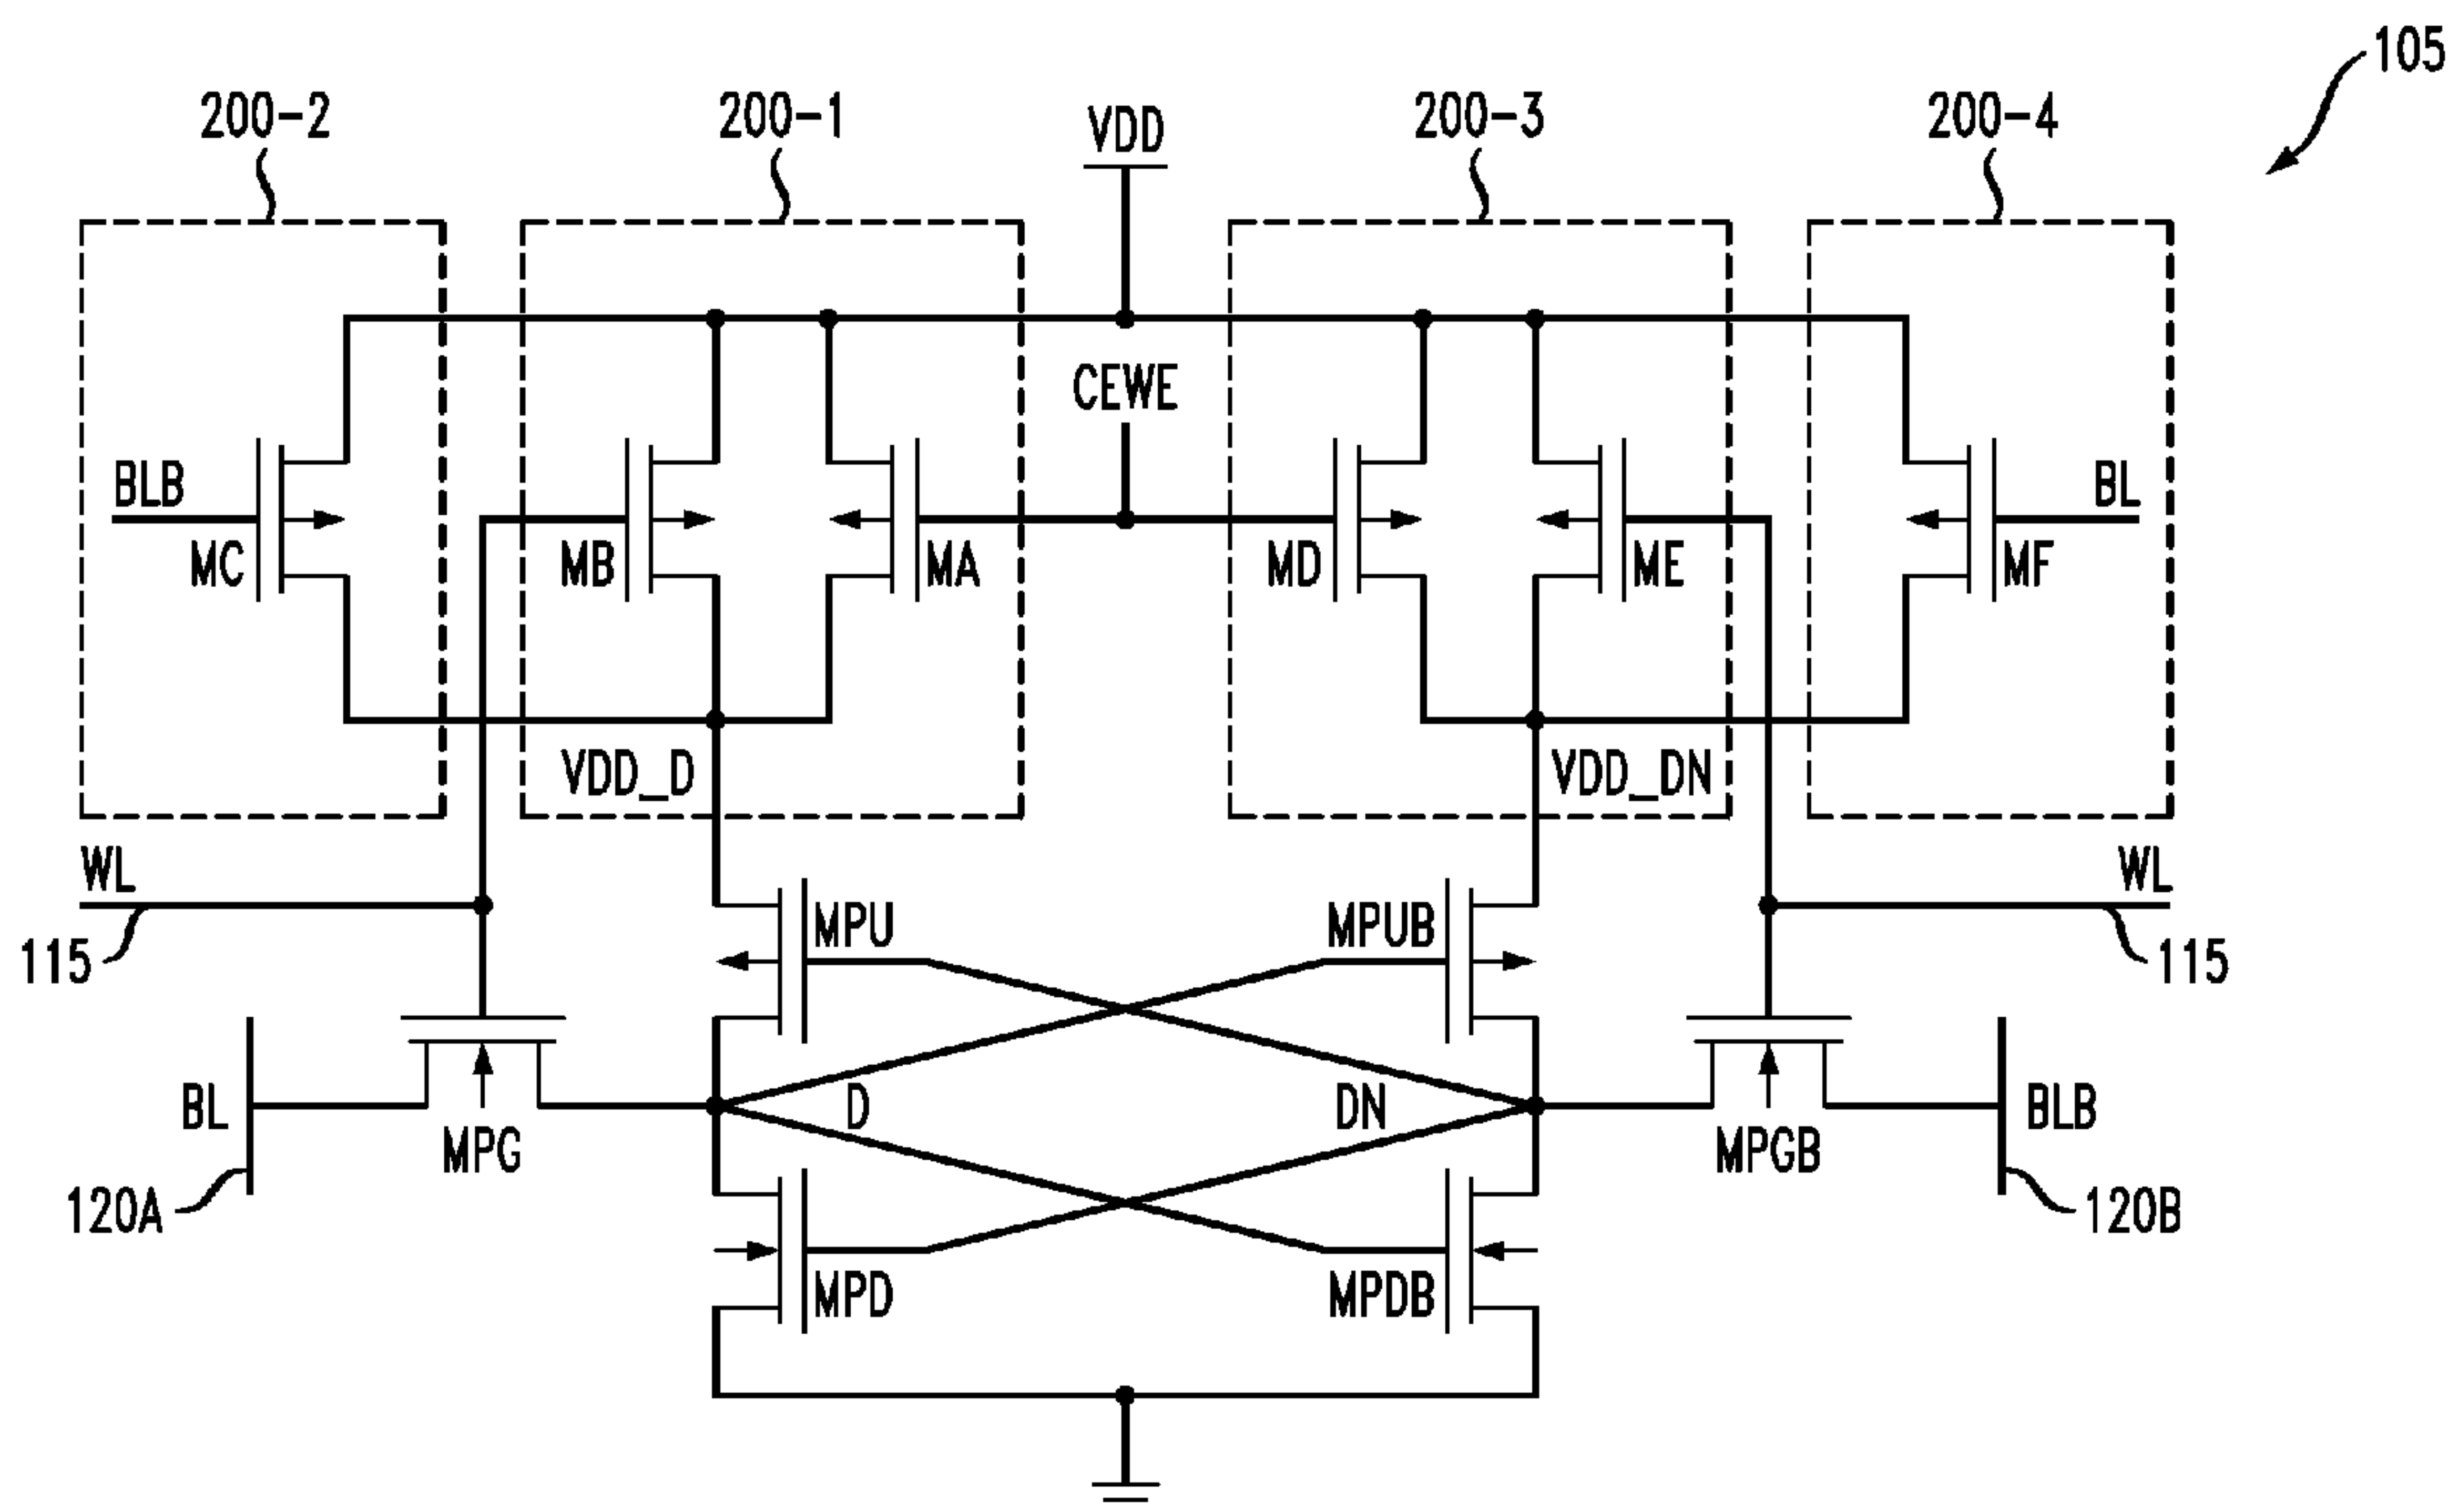 105
200-2
200-1
VDD
200-3
200-4
CEWE
BLB
BL
MC
MB
MA
MD
ME
MF
VDD_D
VDD_DN
WL
WL
115
MPU
MPUB
115
BL
D
DN
BLB
MPG
MPGB
120A
120B
MPD
MPDB